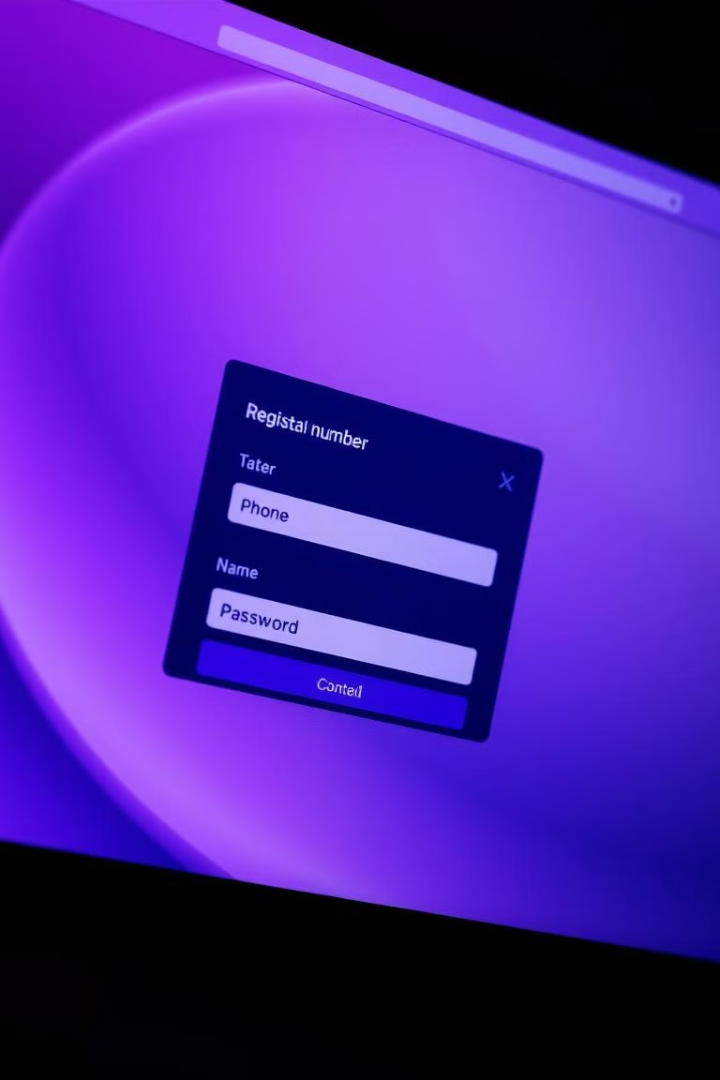 Registal number
Tater
Phone
Name
Password
Conted